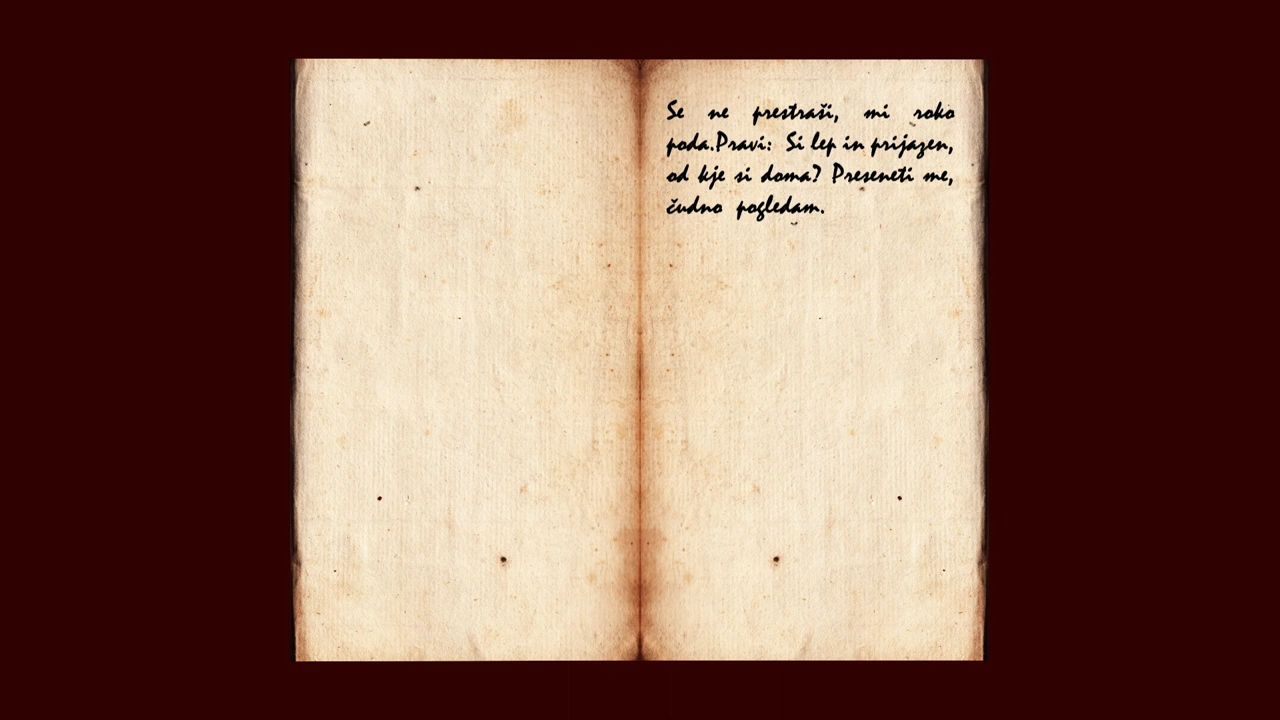 Se ne prestraši, mi roko
poda.Pravi: Si lep in prijazen,
od kje si doma? Preseneti me,
čudno pogledam.